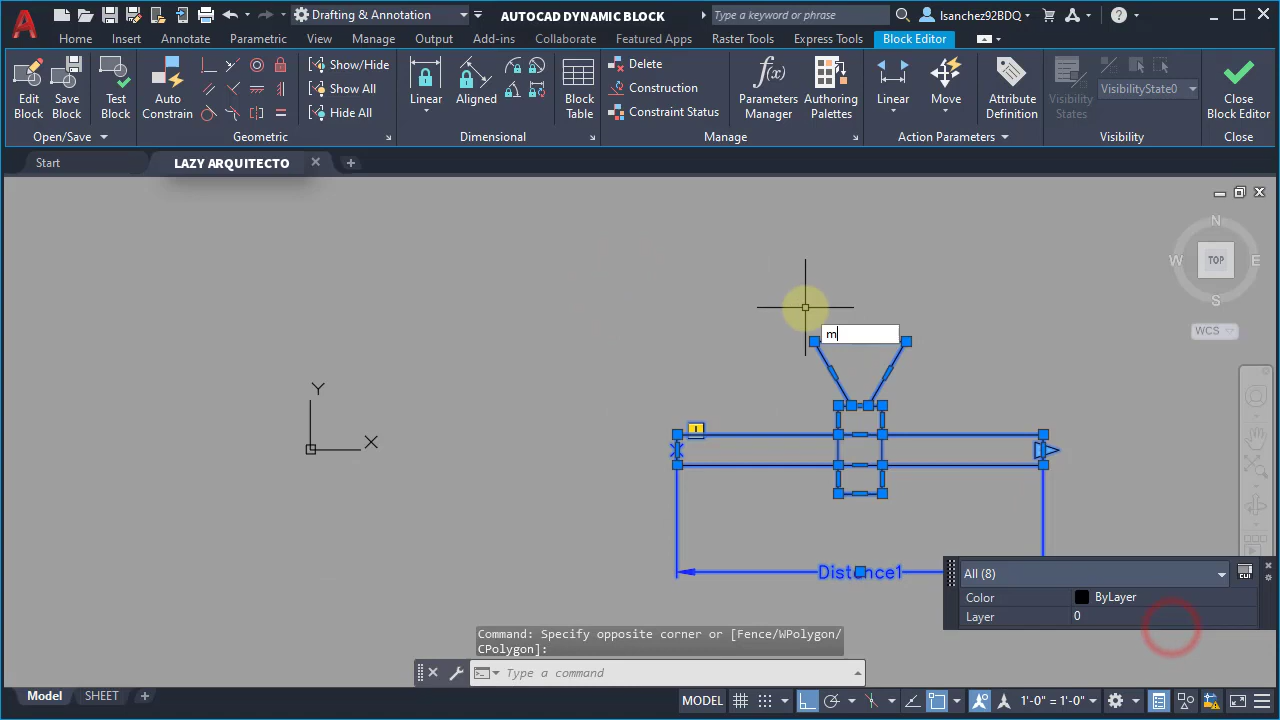 Drafting & Annotation
AUTOCAD DYNAMIC BLOCK
Type a keyword or phrase
lsanchez92BDQ
Home
Insert
Annotate
Parametric
View
Manage
Output
Add-ins
Collaborate
Featured Apps
Raster Tools
Express Tools
Block Editor
Edit
Block
Save
Block
Test
Block
Open/Save
Auto
Constrain
Show/Hide
Show All
Hide All
Geometric
Linear
Aligned
Dimensional
Block
Table
Delete
Construction
Constraint Status
Parameters
Manager
Authoring
Palettes
Manage
Linear
Move
Attribute
Definition
Action Parameters
Visibility
States
VisibilityState0
Visibility
Close
Block Editor
Close
Start
LAZY ARQUITECTO
N
W
TOP
E
S
WCS
m
Y
X
Distance1
All (8)
Color
ByLayer
Layer
0
Command: Specify opposite corner or [Fence/WPolygon/
CPolygon]:
Type a command
Model
SHEET
MODEL
1'-0" = 1'-0"